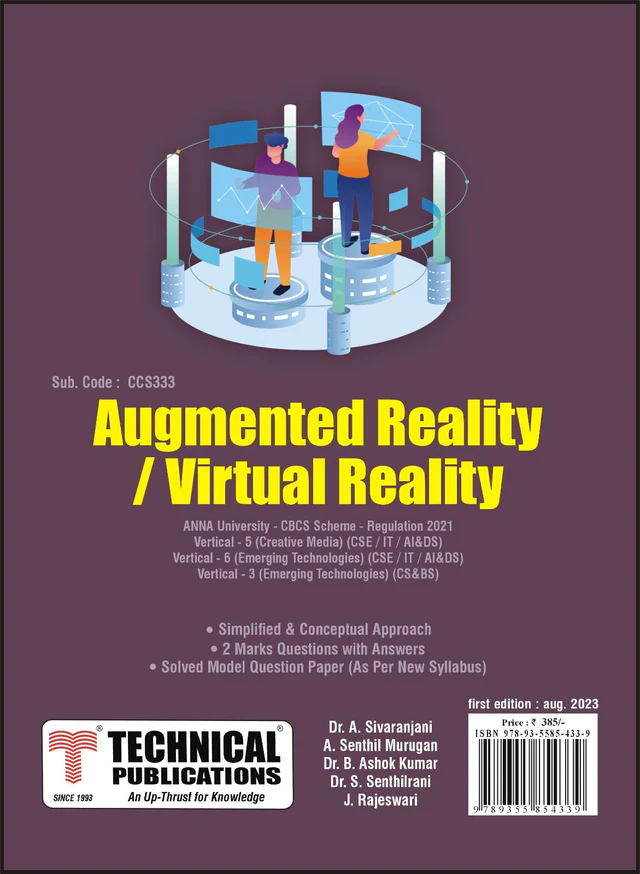 Sub. Code : CCS333
Augmented Reality
/ Virtual Reality
ANNA University - CBCS Scheme - Regulation 2021
Vertical - 5 (Creative Media) (CSE / IT / AI&DS)
Vertical - 6 (Emerging Technologies) (CSE / IT / AI&DS)
Vertical - 3 (Emerging Technologies) (CS&BS)
• Simplified & Conceptual Approach
• 2 Marks Questions with Answers
• Solved Model Question Paper (As Per New Syllabus)
first edition : aug. 2023
® TECHNICAL®
PUBLICATIONS
SINCE 1993 An Up-Thrust for Knowledge
Dr. A. Sivaranjani
A. Senthil Murugan
Dr. B. Ashok Kumar
Dr. S. Senthilrani
J. Rajeswari
Price : ₹ 385/-
ISBN 978-93-5585-433-9
9 789355 854339